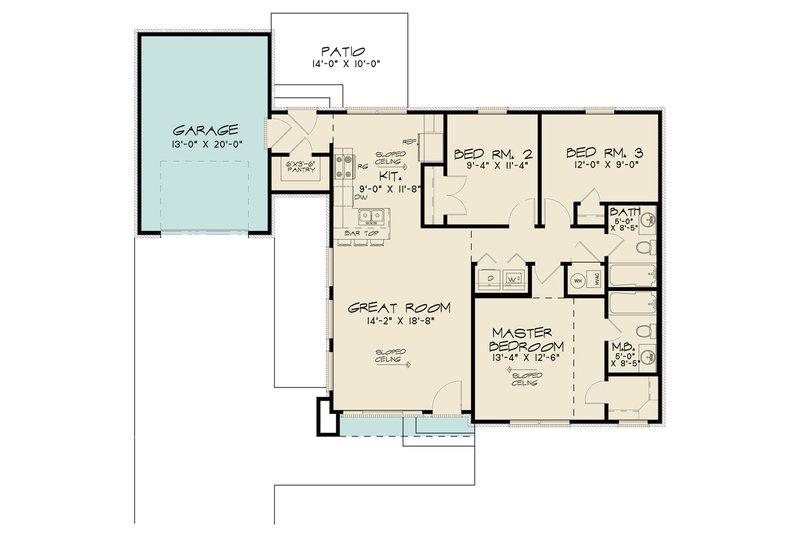 PATIO
14'-0" X 10'-0"
GARAGE
13'-0" X 20'-0"
6'X3'-6"
PANTRY
RG
SLOPED
CEILING
REF.
KIT.
9'-0" X 11'-8"
DW
BAR TOP
BED RM. 2
9'-4" X 11'-4"
BED RM. 3
12'-0" X 9'-0"
BATH
5'-0"
X 8'-5"
D
W
WH
HVAC
GREAT ROOM
14'-2" X 18'-8"
SLOPED
CEILING
MASTER
BEDROOM
13'-4" X 12'-6"
SLOPED
CEILING
M.B.
5'-0"
X 8'-5"